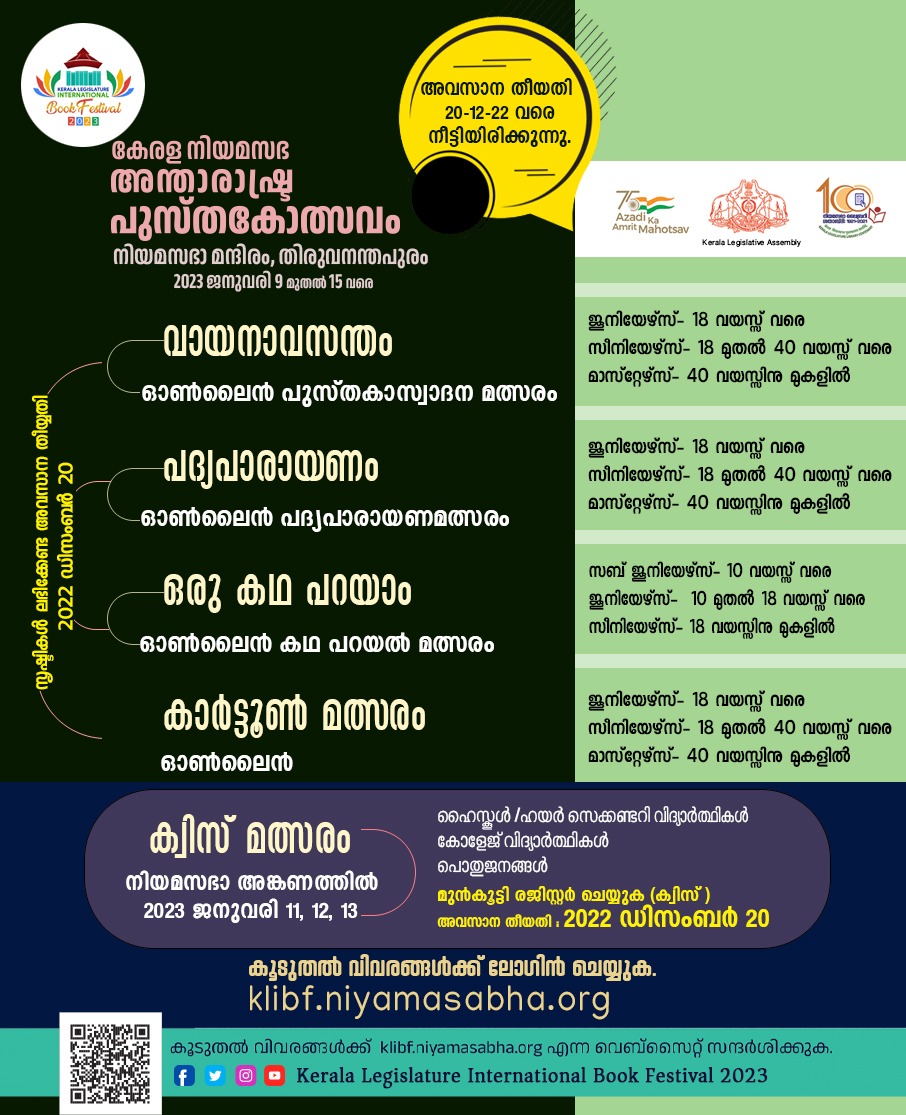 KERALA LEGISLATURE
INTERNATIONAL
Book Festival
2023
അവസാന തീയതി
20-12-22 വരെ
നീട്ടിയിരിക്കുന്നു.
കേരള നിയമസഭ
അന്താരാഷ്ട്ര
പുസ്തകോത്സവം
നിയമസഭാ മന്ദിരം, തിരുവനന്തപുരം
2023 ജനുവരി 9 മുതൽ 15 വരെ
75
Azadi Ka
Amrit Mahotsav
Kerala Legislative Assembly
100
സൃഷ്ടികൾ ലഭിക്കേണ്ട അവസാന തീയ്യതി
2022 ഡിസംബർ 20
വായനാവസന്തം
ഓൺലൈൻ പുസ്തകാസ്വാദന മത്സരം
ജൂനിയേഴ്സ്- 18 വയസ്സ് വരെ
സീനിയേഴ്സ്- 18 മുതൽ 40 വയസ്സ് വരെ
മാസ്റ്റേഴ്സ്- 40 വയസ്സിനു മുകളിൽ
പദ്യപാരായണം
ഓൺലൈൻ പദ്യപാരായണമത്സരം
ജൂനിയേഴ്സ്- 18 വയസ്സ് വരെ
സീനിയേഴ്സ്- 18 മുതൽ 40 വയസ്സ് വരെ
മാസ്റ്റേഴ്സ്- 40 വയസ്സിനു മുകളിൽ
ഒരു കഥ പറയാം
ഓൺലൈൻ കഥ പറയൽ മത്സരം
സബ് ജൂനിയേഴ്സ്- 10 വയസ്സ് വരെ
ജൂനിയേഴ്സ്- 10 മുതൽ 18 വയസ്സ് വരെ
സീനിയേഴ്സ്- 18 വയസ്സിനു മുകളിൽ
കാർട്ടൂൺ മത്സരം
ഓൺലൈൻ
ജൂനിയേഴ്സ്- 18 വയസ്സ് വരെ
സീനിയേഴ്സ്- 18 മുതൽ 40 വയസ്സ് വരെ
മാസ്റ്റേഴ്സ്- 40 വയസ്സിനു മുകളിൽ
ക്വിസ് മത്സരം
നിയമസഭാ അങ്കണത്തിൽ
2023 ജനുവരി 11, 12, 13
ഹൈസ്കൂൾ /ഹയർ സെക്കണ്ടറി വിദ്യാർത്ഥികൾ
കോളേജ് വിദ്യാർത്ഥികൾ
പൊതുജനങ്ങൾ
മുൻകൂട്ടി രജിസ്റ്റർ ചെയ്യുക (ക്വിസ് )
അവസാന തീയതി : 2022 ഡിസംബർ 20
കൂടുതൽ വിവരങ്ങൾക്ക് ലോഗിൻ ചെയ്യുക.
klibf.niyamasabha.org
കൂടുതൽ വിവരങ്ങൾക്ക് klibf.niyamasabha.org എന്ന വെബ്സൈറ്റ് സന്ദർശിക്കുക.
Kerala Legislature International Book Festival 2023